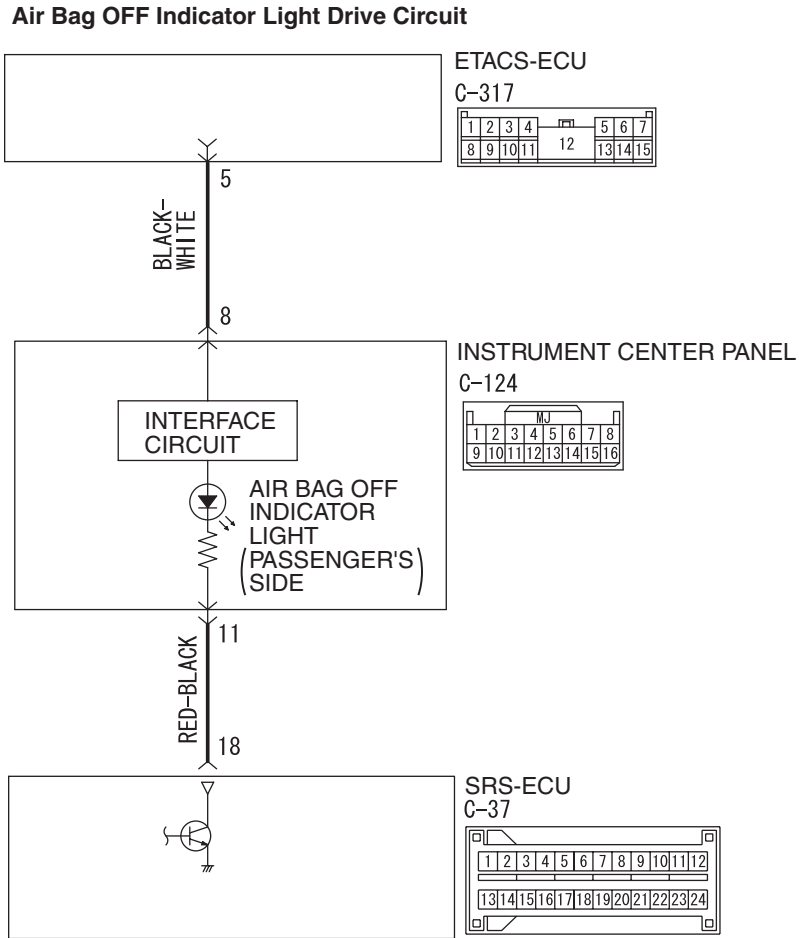 Air Bag OFF Indicator Light Drive Circuit
ETACS-ECU
C-317
1 2 3 4 5 6 7
8 9 10 11 12 13 14 15
5
BLACK-
WHITE
8
INSTRUMENT CENTER PANEL
C-124
MJ
1 2 3 4 5 6 7 8
9 10 11 12 13 14 15 16
INTERFACE
CIRCUIT
AIR BAG OFF
INDICATOR
LIGHT
(PASSENGER'S
SIDE)
11
RED-BLACK
18
SRS-ECU
C-37
1 2 3 4 5 6 7 8 9 10 11 12
13 14 15 16 17 18 19 20 21 22 23 24